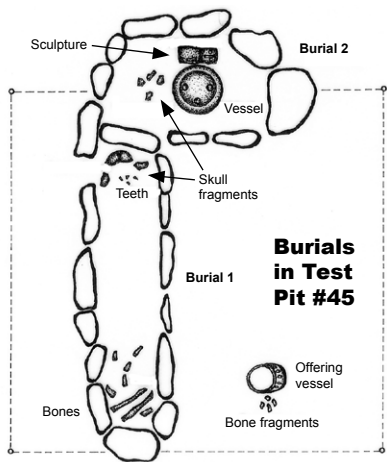 Sculpture
Burial 2
Vessel
Skull
fragments
Teeth
Burial 1
Burials
in Test
Pit #45
Offering
vessel
Bones
Bone fragments